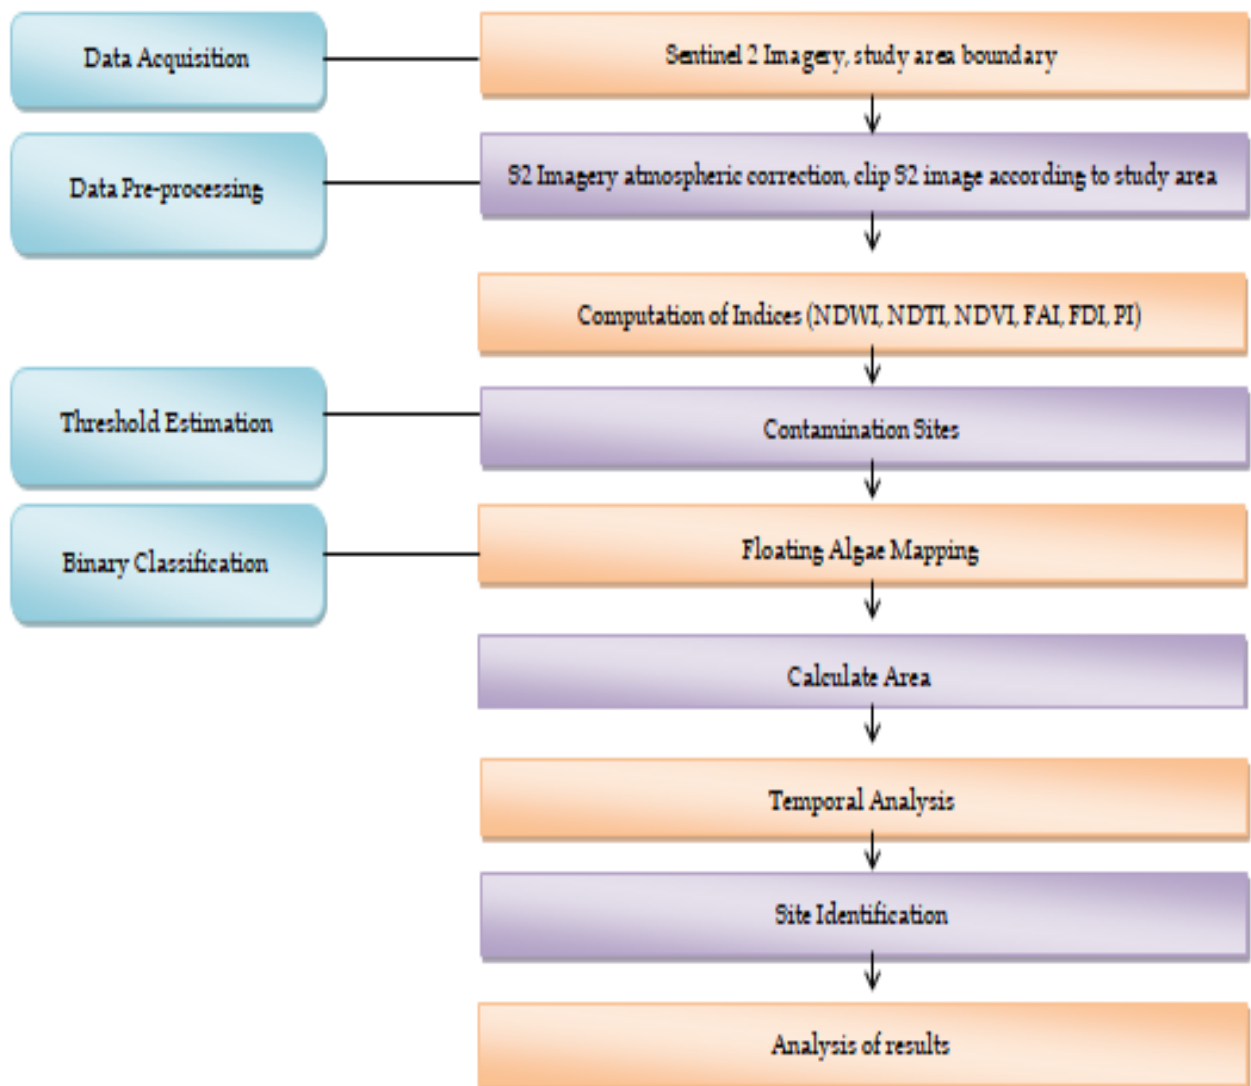 Data Acquisition
Sentinel 2 Imagery, study area boundary
Data Pre-processing
S2 Imagery atmospheric correction, clip S2 image according to study area
Computation of Indices (NDWI, NDTI, NDVI, FAI, FDI, PI)
Threshold Estimation
Contamination Sites
Binary Classification
Floating Algae Mapping
Calculate Area
Temporal Analysis
Site Identification
Analysis of results